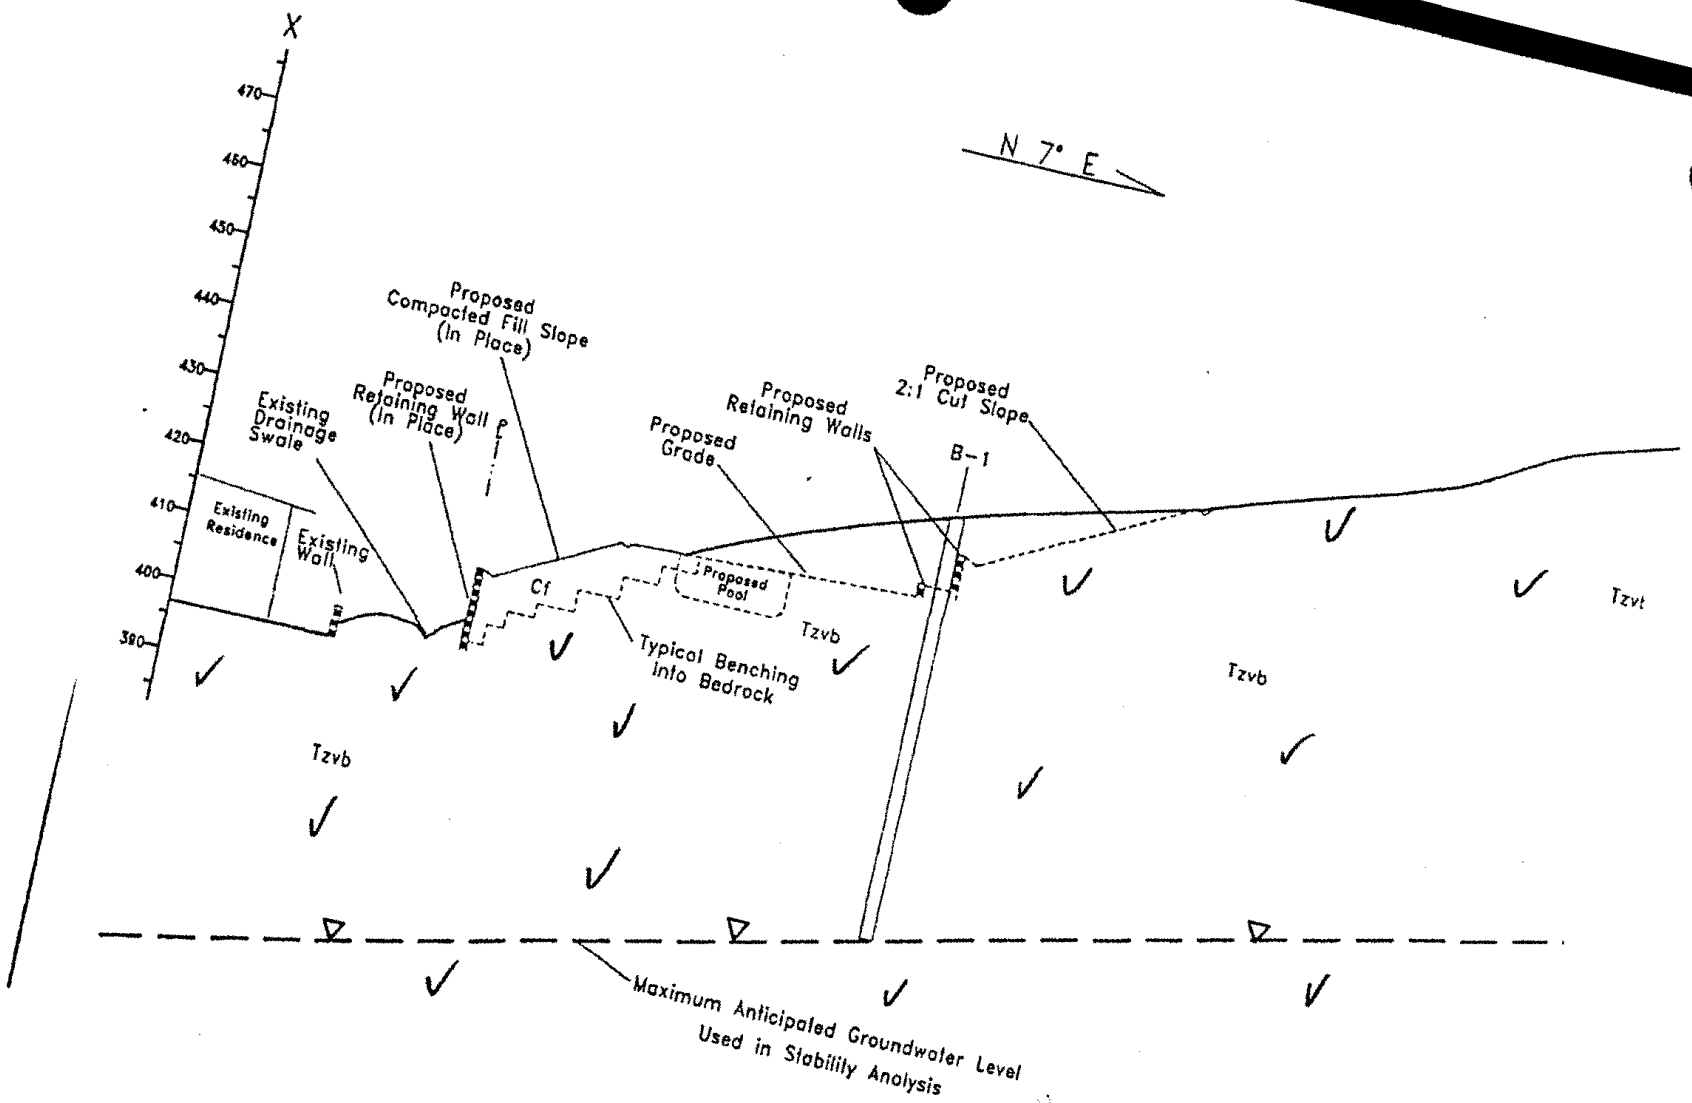 X
470
460
450
440
430
420
410
400
390
N 7° E
Proposed
Compacted Fill Slope
(In Place)
Proposed
Retaining Wall
(In Place)
Existing
Drainage
Swale
Proposed
Grade
Proposed
Retaining Walls
Proposed
2:1 Cut Slope
B-1
Existing
Residence
Existing
Wall
Cf
Proposed
Pool
Tzvb
Typical Benching
Into Bedrock
Tzvb
Tzvb
Tzvt
Maximum Anticipated Groundwater Level
Used in Stability Analysis